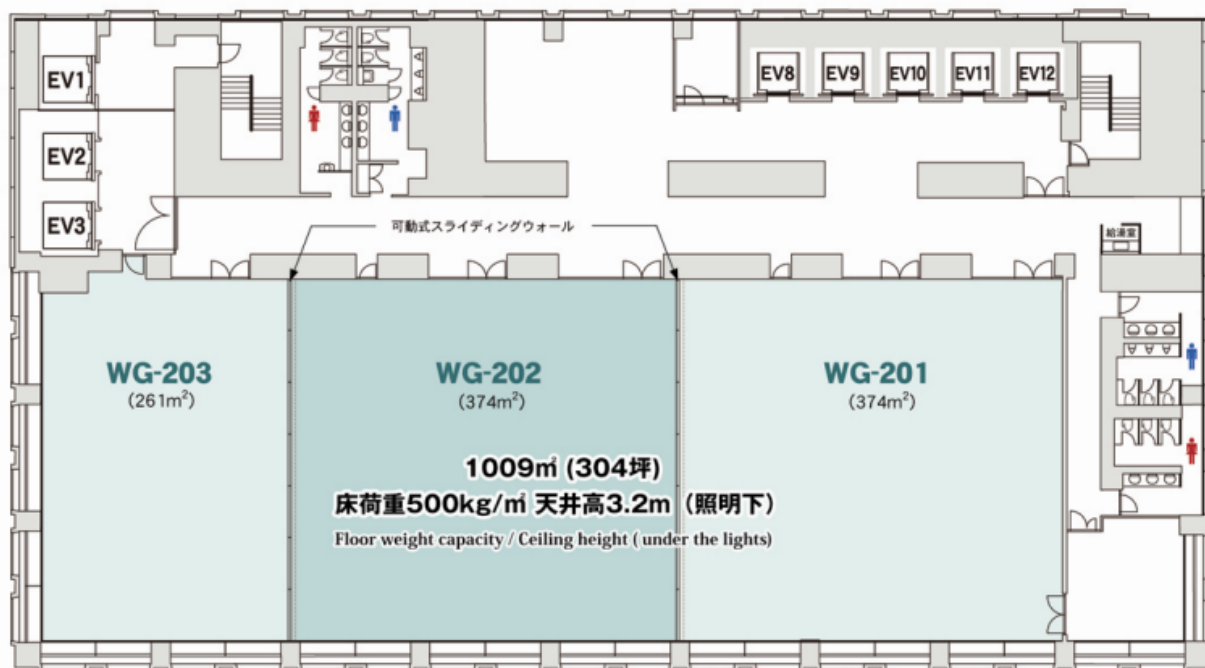 EV1
EV8
EV9
EV10
EV11
EV12
EV2
EV3
可動式スライディングウォール
給湯室
WG-203
(261m²)
WG-202
(374m²)
WG-201
(374m²)
1009㎡ (304坪)
床荷重500kg/㎡ 天井高3.2m（照明下）
Floor weight capacity / Ceiling height ( under the lights)